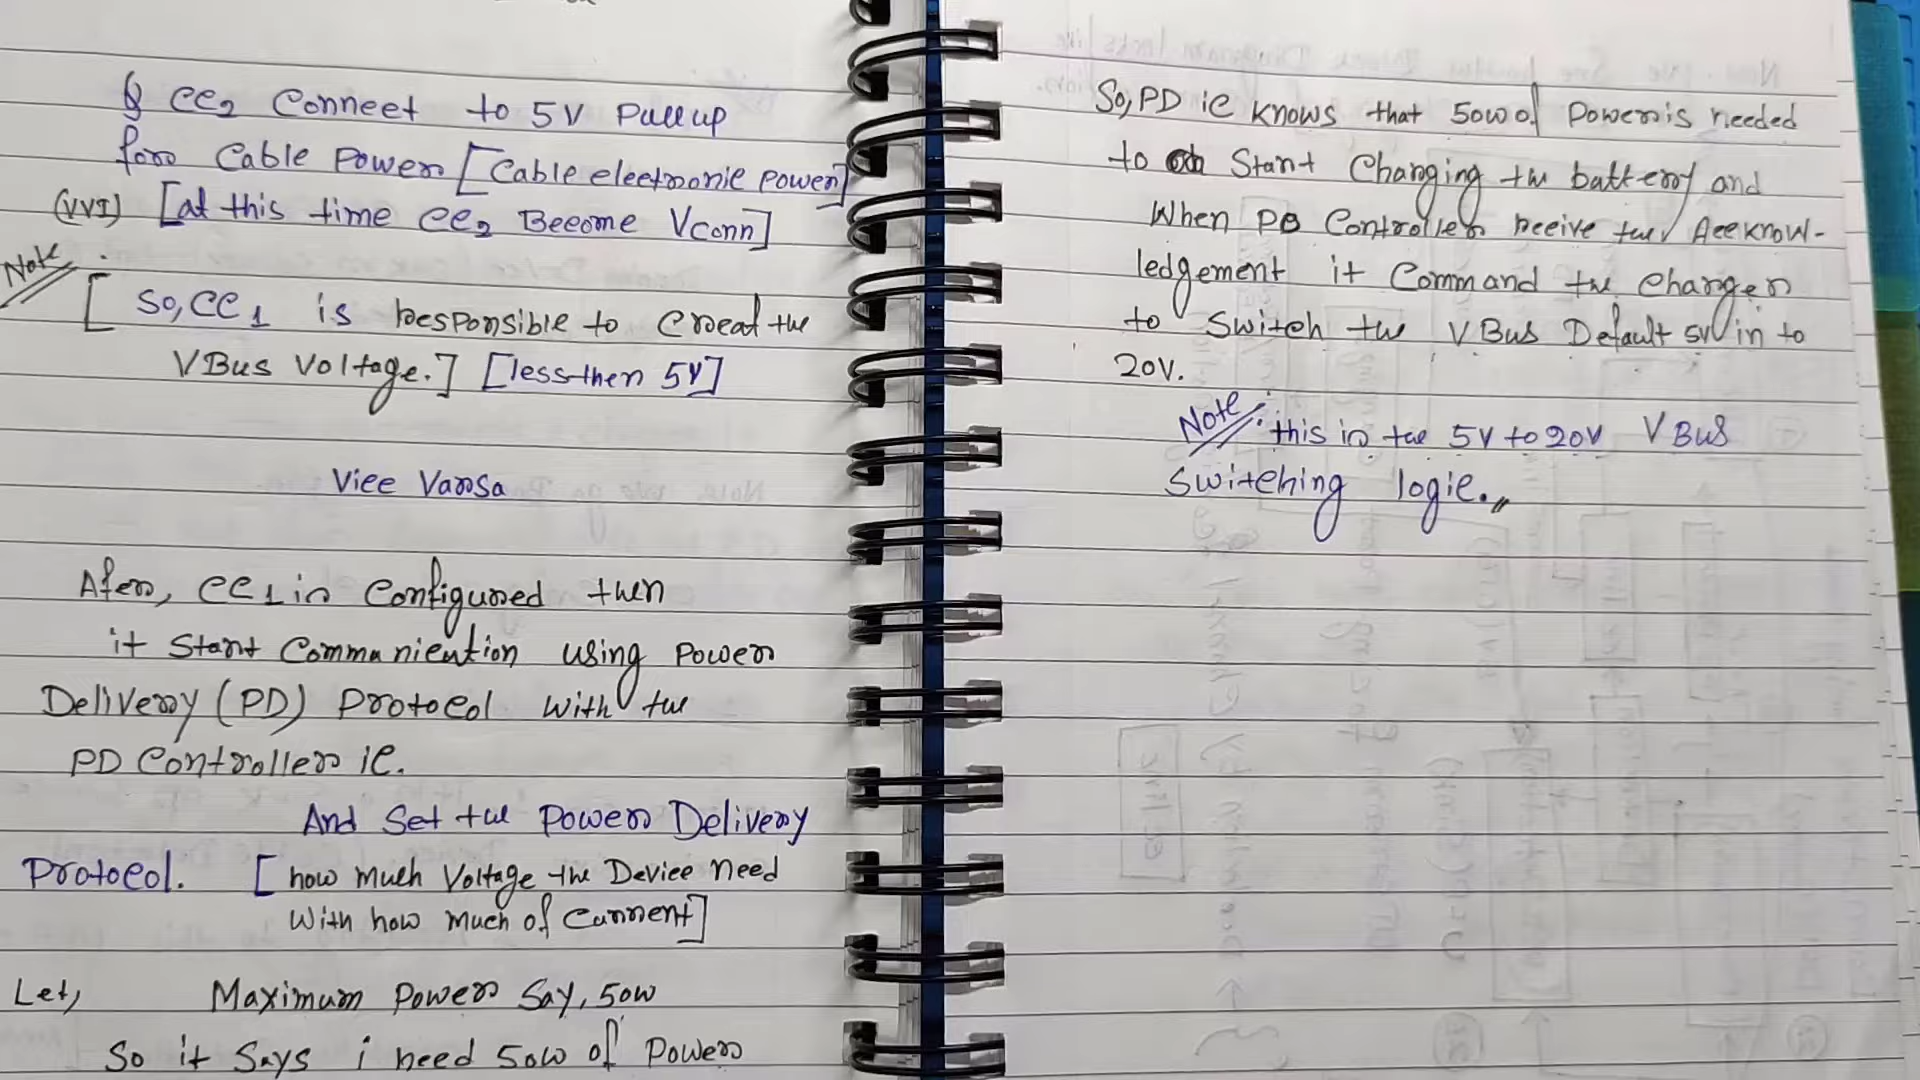 & CC2 Connect to 5V Pullup
for Cable Power [Cable electronic power]
(VVI) [at this time CC2 Become Vconn]
Note
[So, CC1 is responsible to Creat the
VBus Voltage.] [less then 5V]
Vice Varsa
Afer, CC1 is Configured then
it Start Communication using Power
Delivery (PD) Protocol with the
PD Controller ic.
And Set the Power Delivery
Protocol. [how much Voltage the Device need
With how much of Current]
Let, Maximum Power Say, 50w
So it Says i need 50w of Power
So, PD ic knows that 50w of Power is needed
to Start Charging the battery and
When PD Controller receive the Accknow-
ledgement it Command the Charger
to Switch the VBus Default 5V in to
20V.
Note: this is the 5V to 20V VBus
Switching logic.